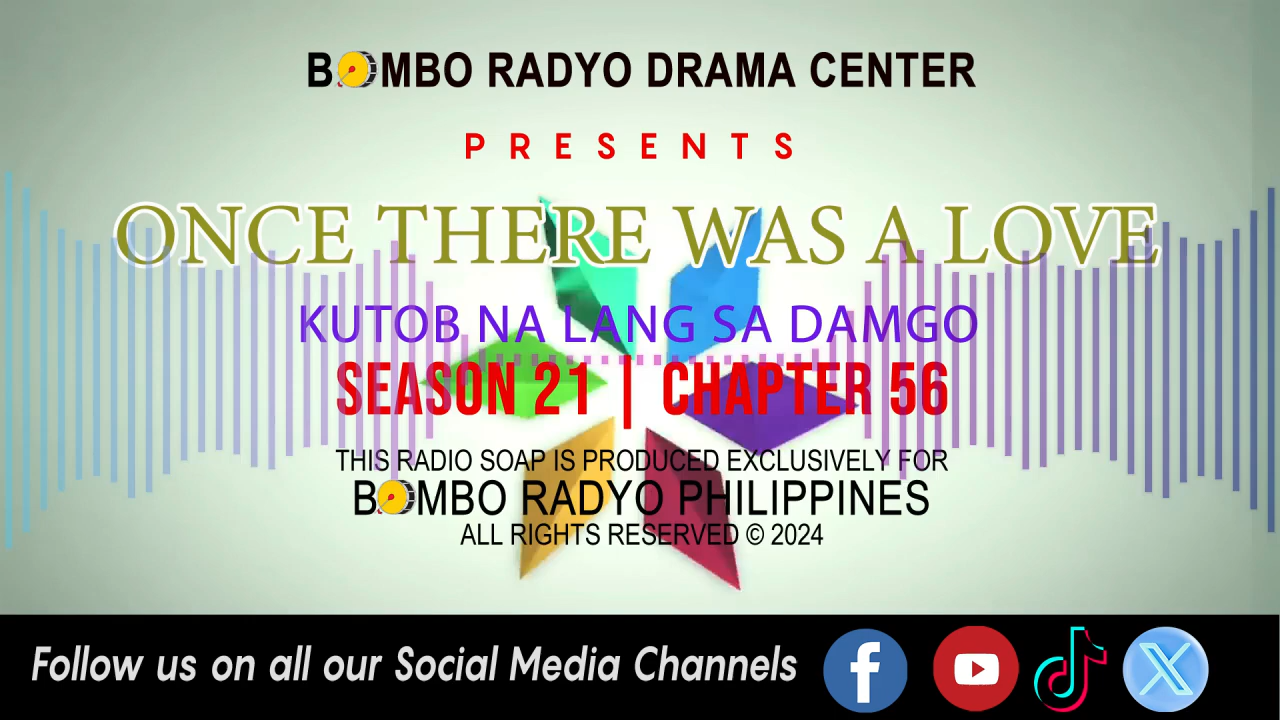 BOMBO RADYO DRAMA CENTER
PRESENTS
ONCE THERE WAS A LOVE
KUTOB NA LANG SA DAMGO
SEASON 21 | CHAPTER 56
THIS RADIO SOAP IS PRODUCED EXCLUSIVELY FOR
BOMBO RADYO PHILIPPINES
ALL RIGHTS RESERVED © 2024
Follow us on all our Social Media Channels